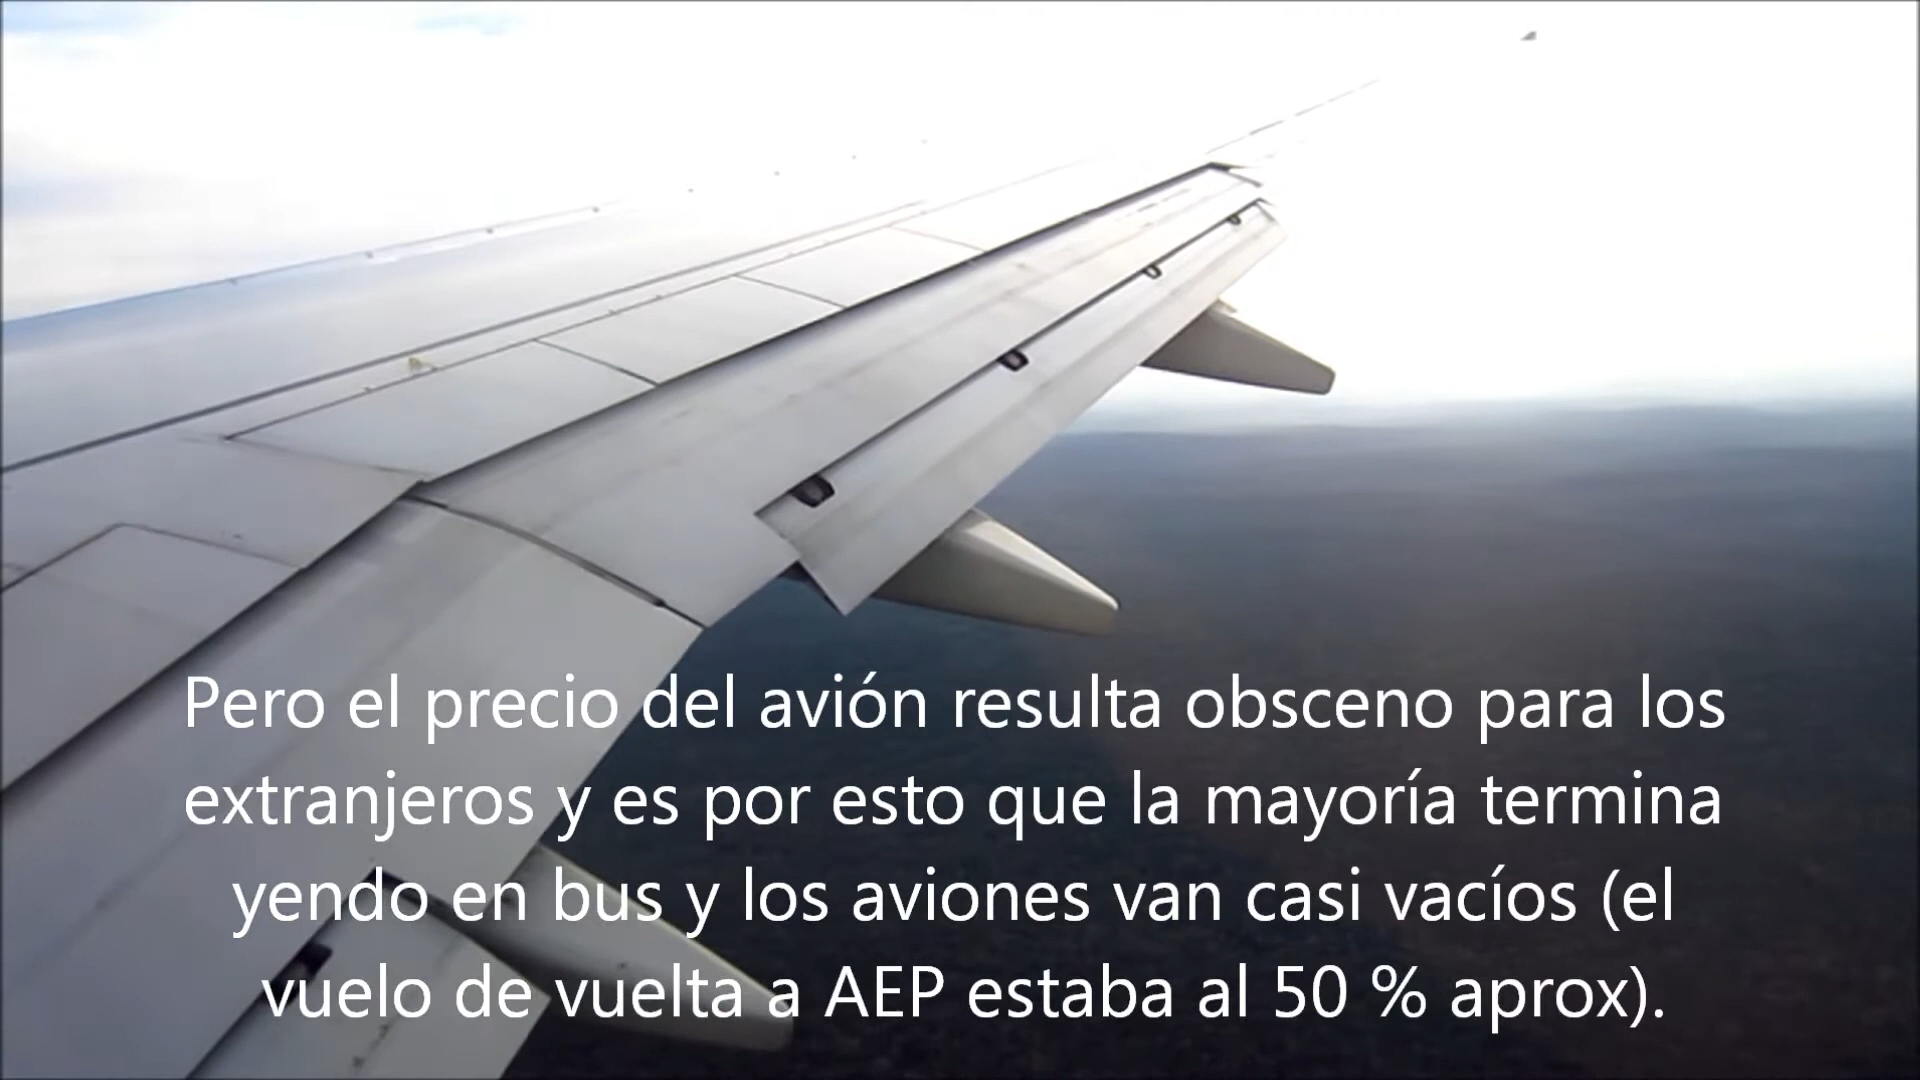 Pero el precio del avión resulta obsceno para los
extranjeros y es por esto que la mayoría termina
yendo en bus y los aviones van casi vacíos (el
vuelo de vuelta a AEP estaba al 50 % aprox).